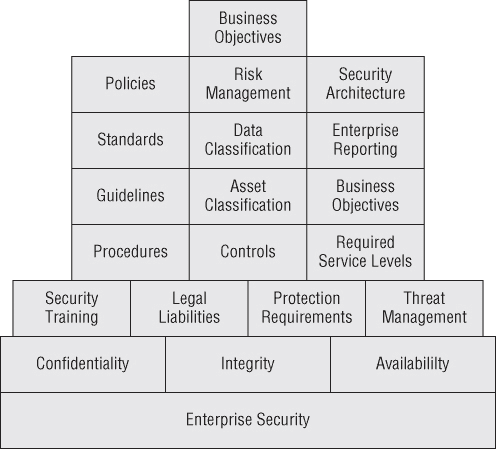 Business
Objectives
Policies
Risk
Management
Security
Architecture
Standards
Data
Classification
Enterprise
Reporting
Guidelines
Asset
Classification
Business
Objectives
Procedures
Controls
Required
Service Levels
Security
Training
Legal
Liabilities
Protection
Requirements
Threat
Management
Confidentiality
Integrity
Availabililty
Enterprise Security